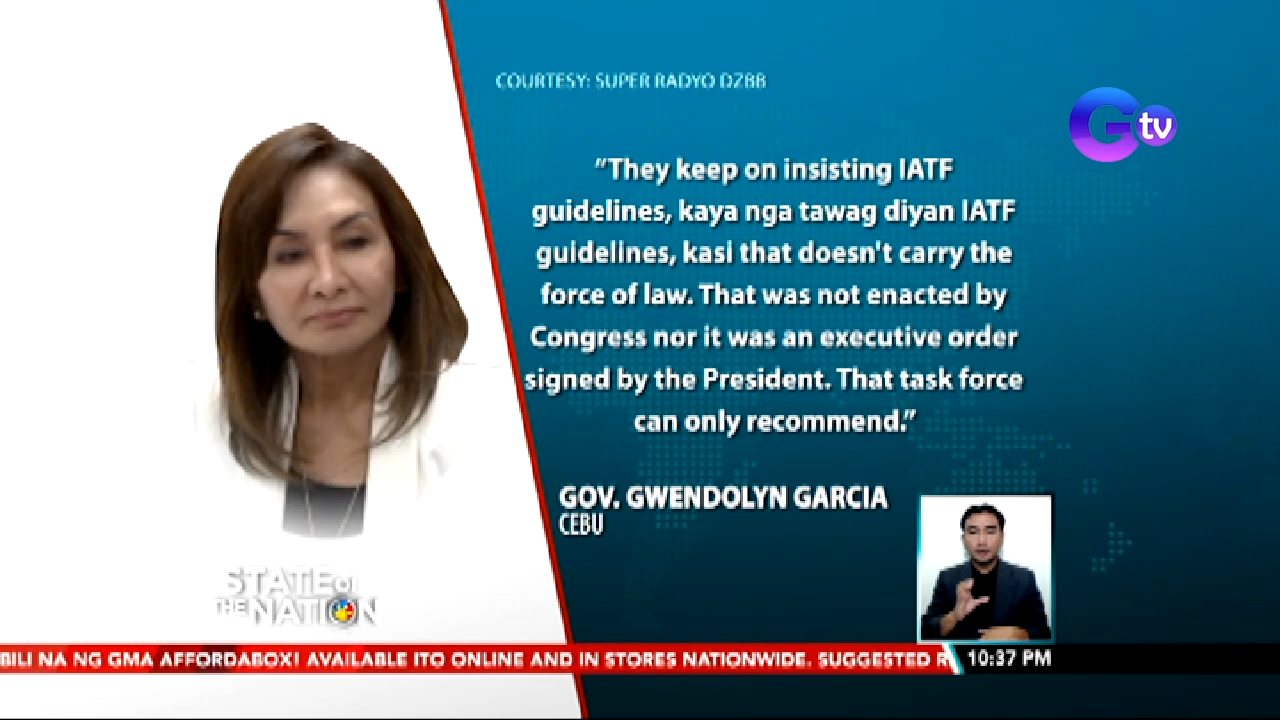 COURTESY: SUPER RADYO DZBB
Gtv
"They keep on insisting IATF
guidelines, kaya nga tawag diyan IATF
guidelines, kasi that doesn't carry the
force of law. That was not enacted by
Congress nor it was an executive order
signed by the President. That task force
can only recommend."
GOV. GWENDOLYN GARCIA
CEBU
STATE OF
THE NATION
BILI NA NG GMA AFFORDABOX! AVAILABLE ITO ONLINE AND IN STORES NATIONWIDE. SUGGESTED R
10:37 PM